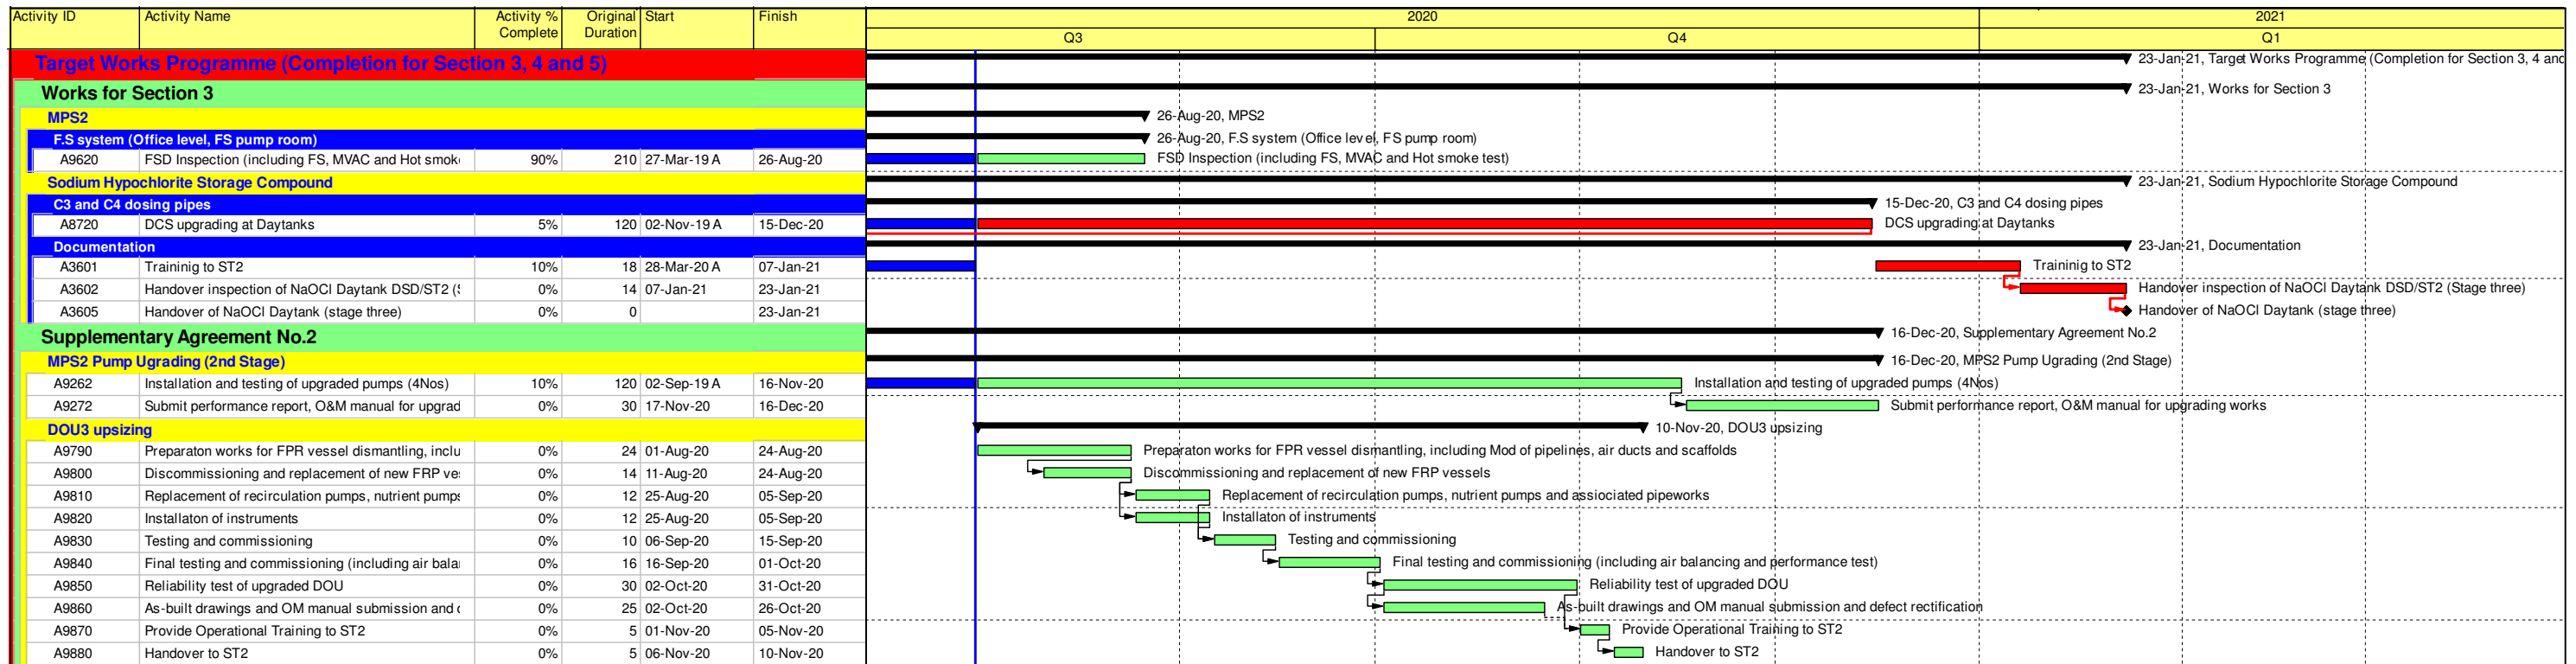 Activity ID Activity Name Activity % Complete Original Duration Start Finish 2020 2021
Q3 Q4 Q1
Target Works Programme (Completion for Section 3, 4 and 5) 23-Jan-21, Target Works Programme (Completion for Section 3, 4 and
Works for Section 3 23-Jan-21, Works for Section 3
MPS2 26-Aug-20, MPS2
F.S system (Office level, FS pump room) 26-Aug-20, F.S system (Office level, FS pump room)
A9620 FSD Inspection (including FS, MVAC and Hot smoke 90% 210 27-Mar-19 A 26-Aug-20 FSD Inspection (including FS, MVAC and Hot smoke test)
Sodium Hypochlorite Storage Compound 23-Jan-21, Sodium Hypochlorite Storage Compound
C3 and C4 dosing pipes 15-Dec-20, C3 and C4 dosing pipes
A8720 DCS upgrading at Daytanks 5% 120 02-Nov-19 A 15-Dec-20 DCS upgrading at Daytanks
Documentation 23-Jan-21, Documentation
A3601 Traininig to ST2 10% 18 28-Mar-20 A 07-Jan-21 Traininig to ST2
A3602 Handover inspection of NaOCl Daytank DSD/ST2 (S 0% 14 07-Jan-21 23-Jan-21 Handover inspection of NaOCl Daytank DSD/ST2 (Stage three)
A3605 Handover of NaOCl Daytank (stage three) 0% 0 23-Jan-21 Handover of NaOCl Daytank (stage three)
Supplementary Agreement No.2 16-Dec-20, Supplementary Agreement No.2
MPS2 Pump Ugrading (2nd Stage) 16-Dec-20, MPS2 Pump Ugrading (2nd Stage)
A9262 Installation and testing of upgraded pumps (4Nos) 10% 120 02-Sep-19 A 16-Nov-20 Installation and testing of upgraded pumps (4Nos)
A9272 Submit performance report, O&M manual for upgrad 0% 30 17-Nov-20 16-Dec-20 Submit performance report, O&M manual for upgrading works
DOU3 upsizing 10-Nov-20, DOU3 upsizing
A9790 Preparaton works for FPR vessel dismantling, inclu 0% 24 01-Aug-20 24-Aug-20 Preparaton works for FPR vessel dismantling, including Mod of pipelines, air ducts and scaffolds
A9800 Discommissioning and replacement of new FRP ves 0% 14 11-Aug-20 24-Aug-20 Discommissioning and replacement of new FRP vessels
A9810 Replacement of recirculation pumps, nutrient pumps 0% 12 25-Aug-20 05-Sep-20 Replacement of recirculation pumps, nutrient pumps and assiociated pipeworks
A9820 Installaton of instruments 0% 12 25-Aug-20 05-Sep-20 Installaton of instruments
A9830 Testing and commissioning 0% 10 06-Sep-20 15-Sep-20 Testing and commissioning
A9840 Final testing and commissioning (including air balan 0% 16 16-Sep-20 01-Oct-20 Final testing and commissioning (including air balancing and performance test)
A9850 Reliability test of upgraded DOU 0% 30 02-Oct-20 31-Oct-20 Reliability test of upgraded DOU
A9860 As-built drawings and OM manual submission and d 0% 25 02-Oct-20 26-Oct-20 As-built drawings and OM manual submission and defect rectification
A9870 Provide Operational Training to ST2 0% 5 01-Nov-20 05-Nov-20 Provide Operational Training to ST2
A9880 Handover to ST2 0% 5 06-Nov-20 10-Nov-20 Handover to ST2